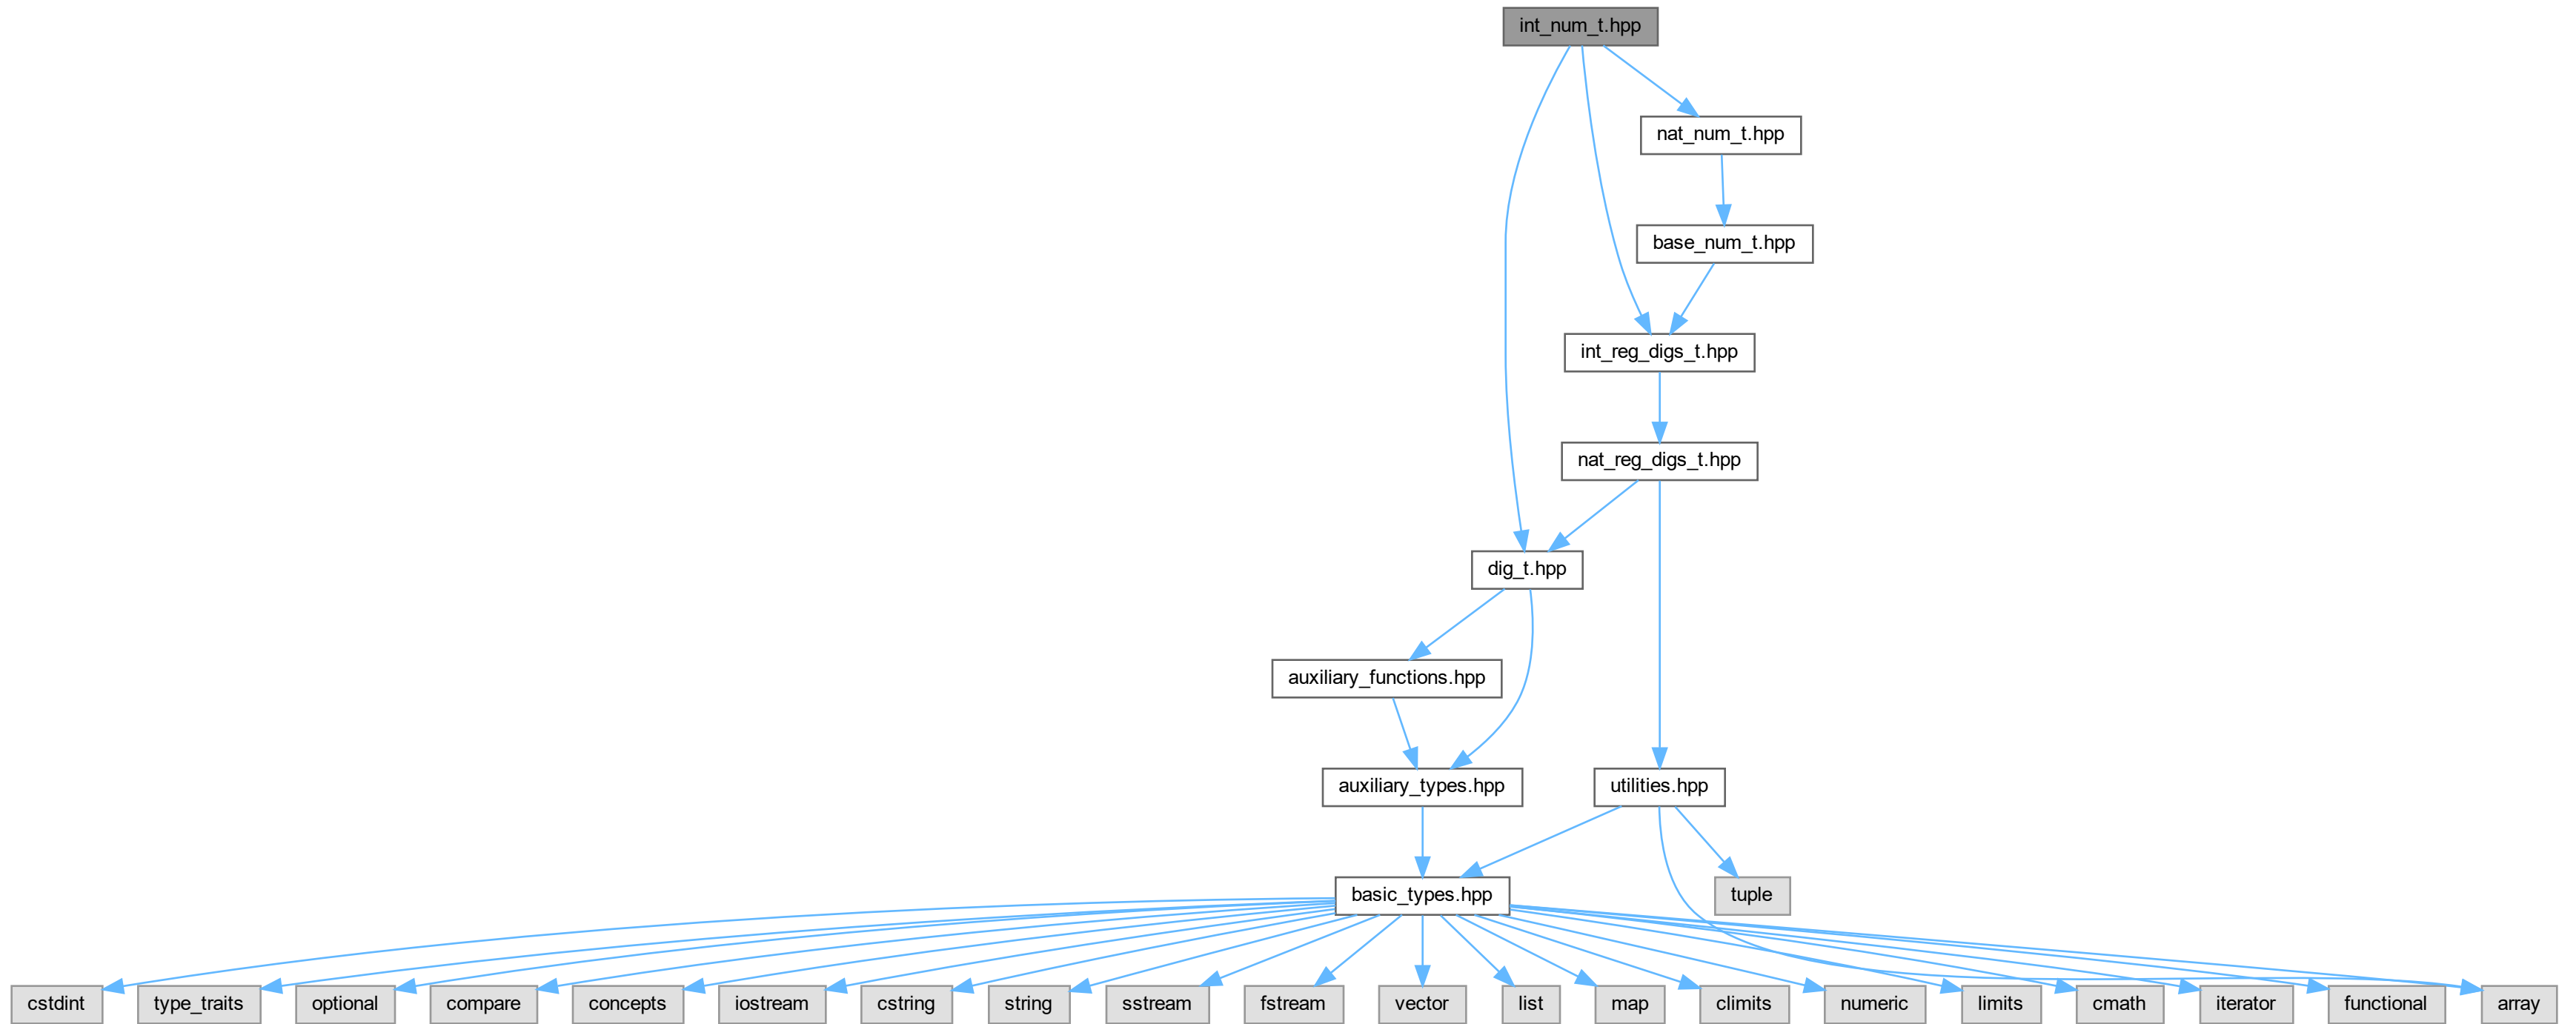 int_num_t.hpp
nat_num_t.hpp
base_num_t.hpp
int_reg_digs_t.hpp
nat_reg_digs_t.hpp
dig_t.hpp
auxiliary_functions.hpp
auxiliary_types.hpp
utilities.hpp
basic_types.hpp
tuple
cstdint
type_traits
optional
compare
concepts
iostream
cstring
string
sstream
fstream
vector
list
map
climits
numeric
limits
cmath
iterator
functional
array